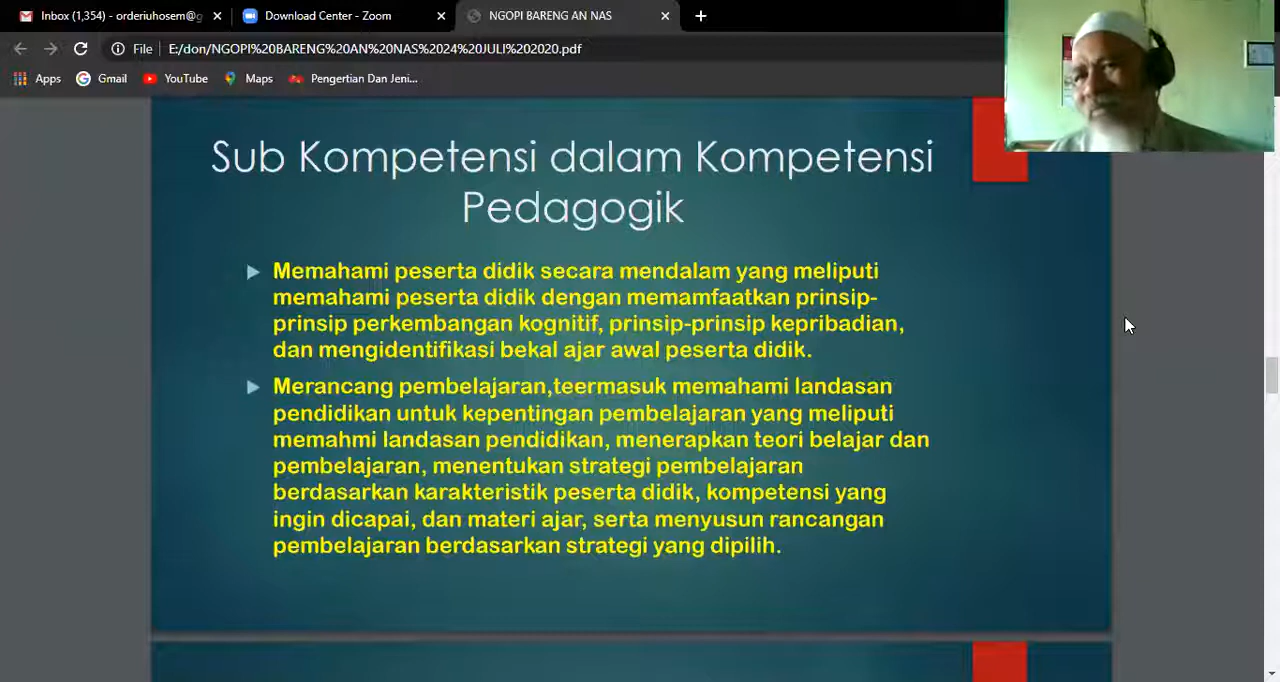 Inbox (1,354) - orderiuhosem@g
Download Center - Zoom
NGOPI BARENG AN NAS
File
E:/don/NGOPI%20BARENG%20AN%20NAS%2024%20JULI%202020.pdf
Apps
Gmail
YouTube
Maps
Pengertian Dan Jeni...
Sub Kompetensi dalam Kompetensi
Pedagogik
Memahami peserta didik secara mendalam yang meliputi
memahami peserta didik dengan memamfaatkan prinsip-
prinsip perkembangan kognitif, prinsip-prinsip kepribadian,
dan mengidentifikasi bekal ajar awal peserta didik.
Merancang pembelajaran,teermasuk memahami landasan
pendidikan untuk kepentingan pembelajaran yang meliputi
memahmi landasan pendidikan, menerapkan teori belajar dan
pembelajaran, menentukan strategi pembelajaran
berdasarkan karakteristik peserta didik, kompetensi yang
ingin dicapai, dan materi ajar, serta menyusun rancangan
pembelajaran berdasarkan strategi yang dipilih.